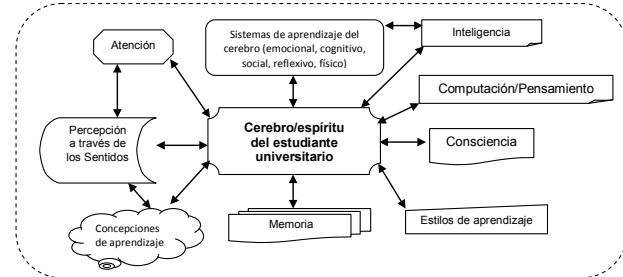 Atención
Sistemas de aprendizaje del
cerebro (emocional, cognitivo,
social, reflexivo, físico)
Inteligencia
Computación/Pensamiento
Percepción
a través de
los Sentidos
Cerebro/espíritu
del estudiante
universitario
Consciencia
Concepciones
de aprendizaje
Memoria
Estilos de aprendizaje